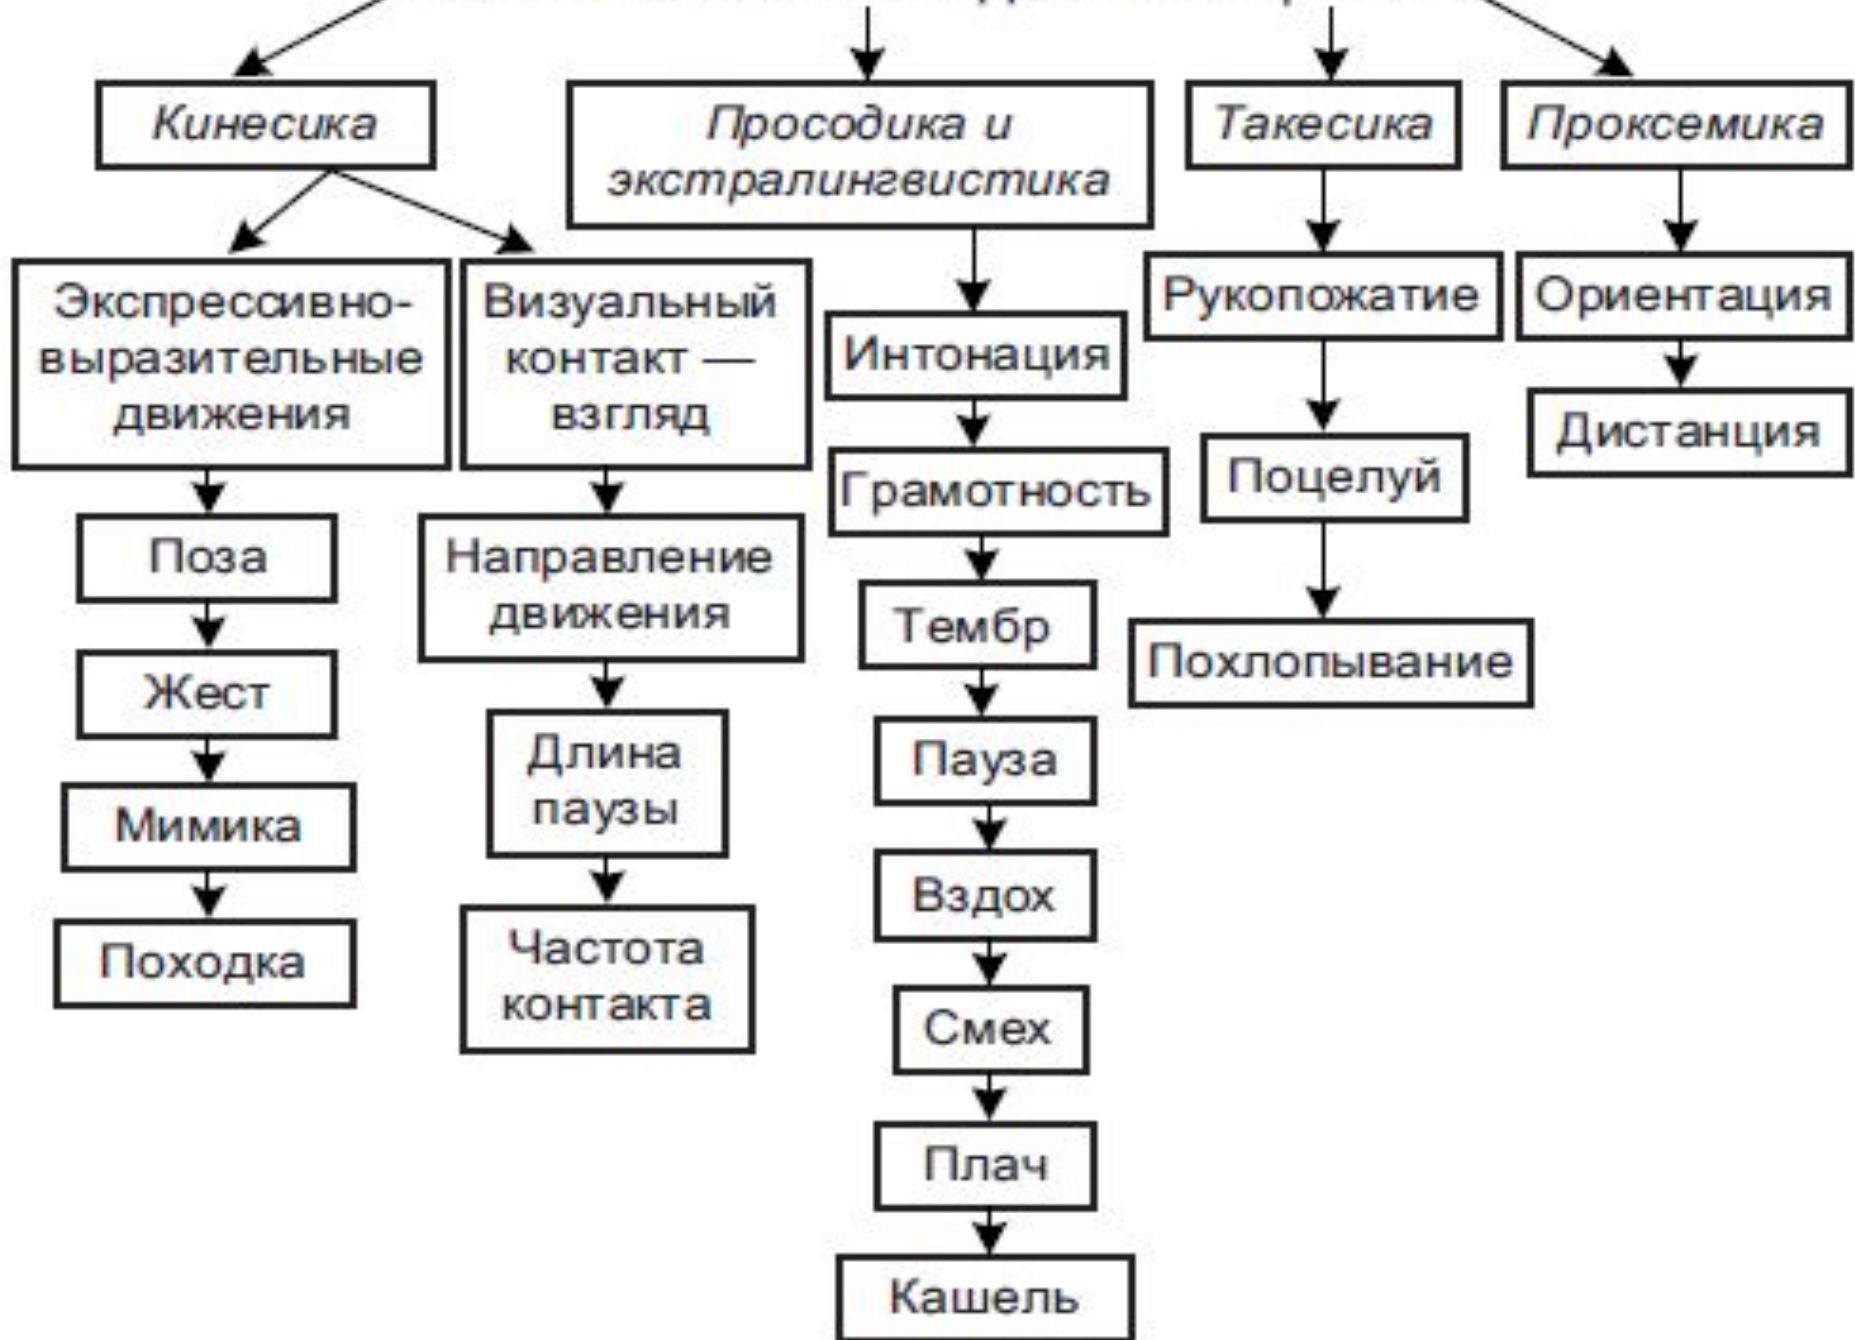 Кинесика
Просодика и
экстралингвистика
Такесика
Проксемика
Экспрессивно-
выразительные
движения
Визуальный
контакт —
взгляд
Интонация
Рукопожатие
Ориентация
Грамотность
Поцелуй
Дистанция
Поза
Направление
движения
Тембр
Похлопывание
Жест
Длина
паузы
Пауза
Мимика
Вздох
Походка
Частота
контакта
Смех
Плач
Кашель